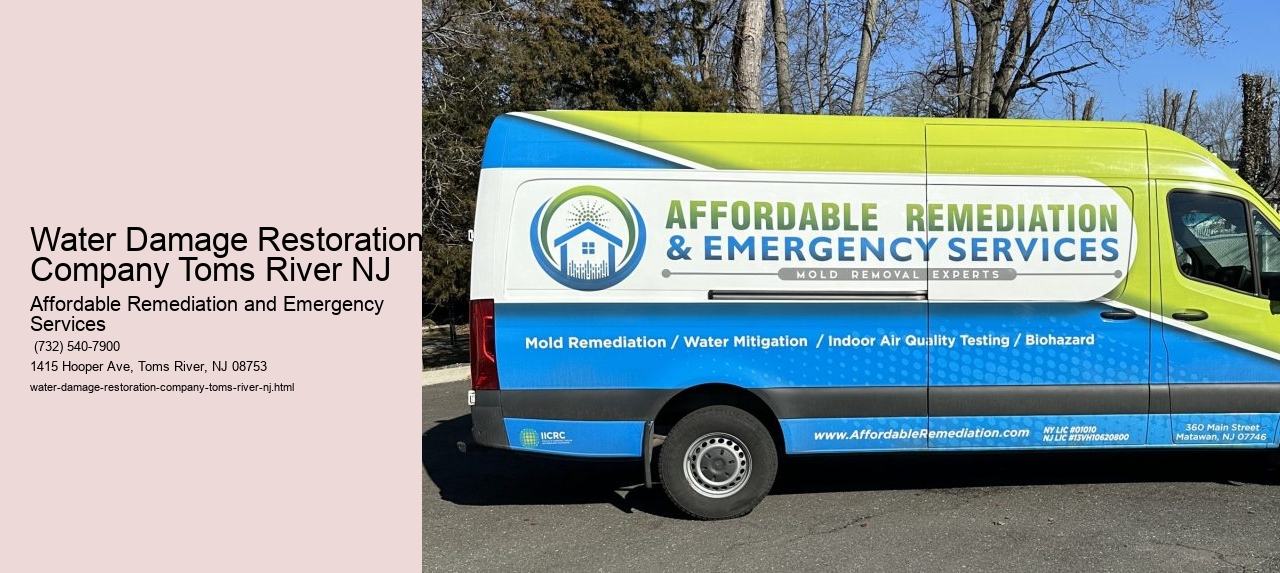 Water Damage Restoration
Company Toms River NJ
Affordable Remediation and Emergency
Services
(732) 540-7900
1415 Hooper Ave, Toms River, NJ 08753
water-damage-restoration-company-toms-river-nj.html
AFFORDABLE REMEDIATION
& EMERGENCY SERVICES
MOLD REMOVAL EXPERTS
Mold Remediation / Water Mitigation / Indoor Air Quality Testing / Biohazard
IICRC
www.AffordableRemediation.com
NY LIC #01010
NJ LIC #13VH10620800
360 Main Street
Matawan, NJ 07746